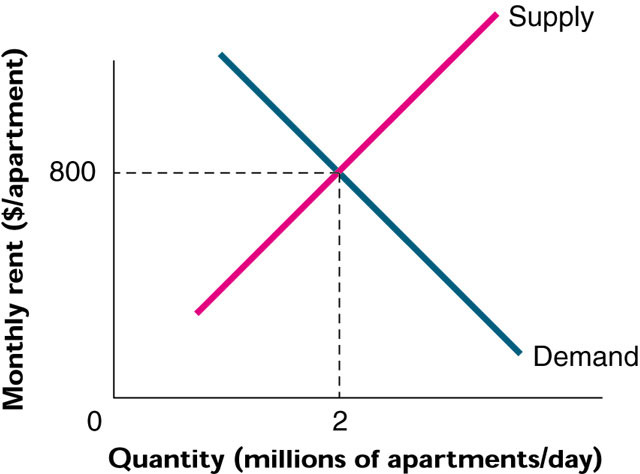 Supply
Monthly rent ($/apartment)
800
Demand
0
2
Quantity (millions of apartments/day)